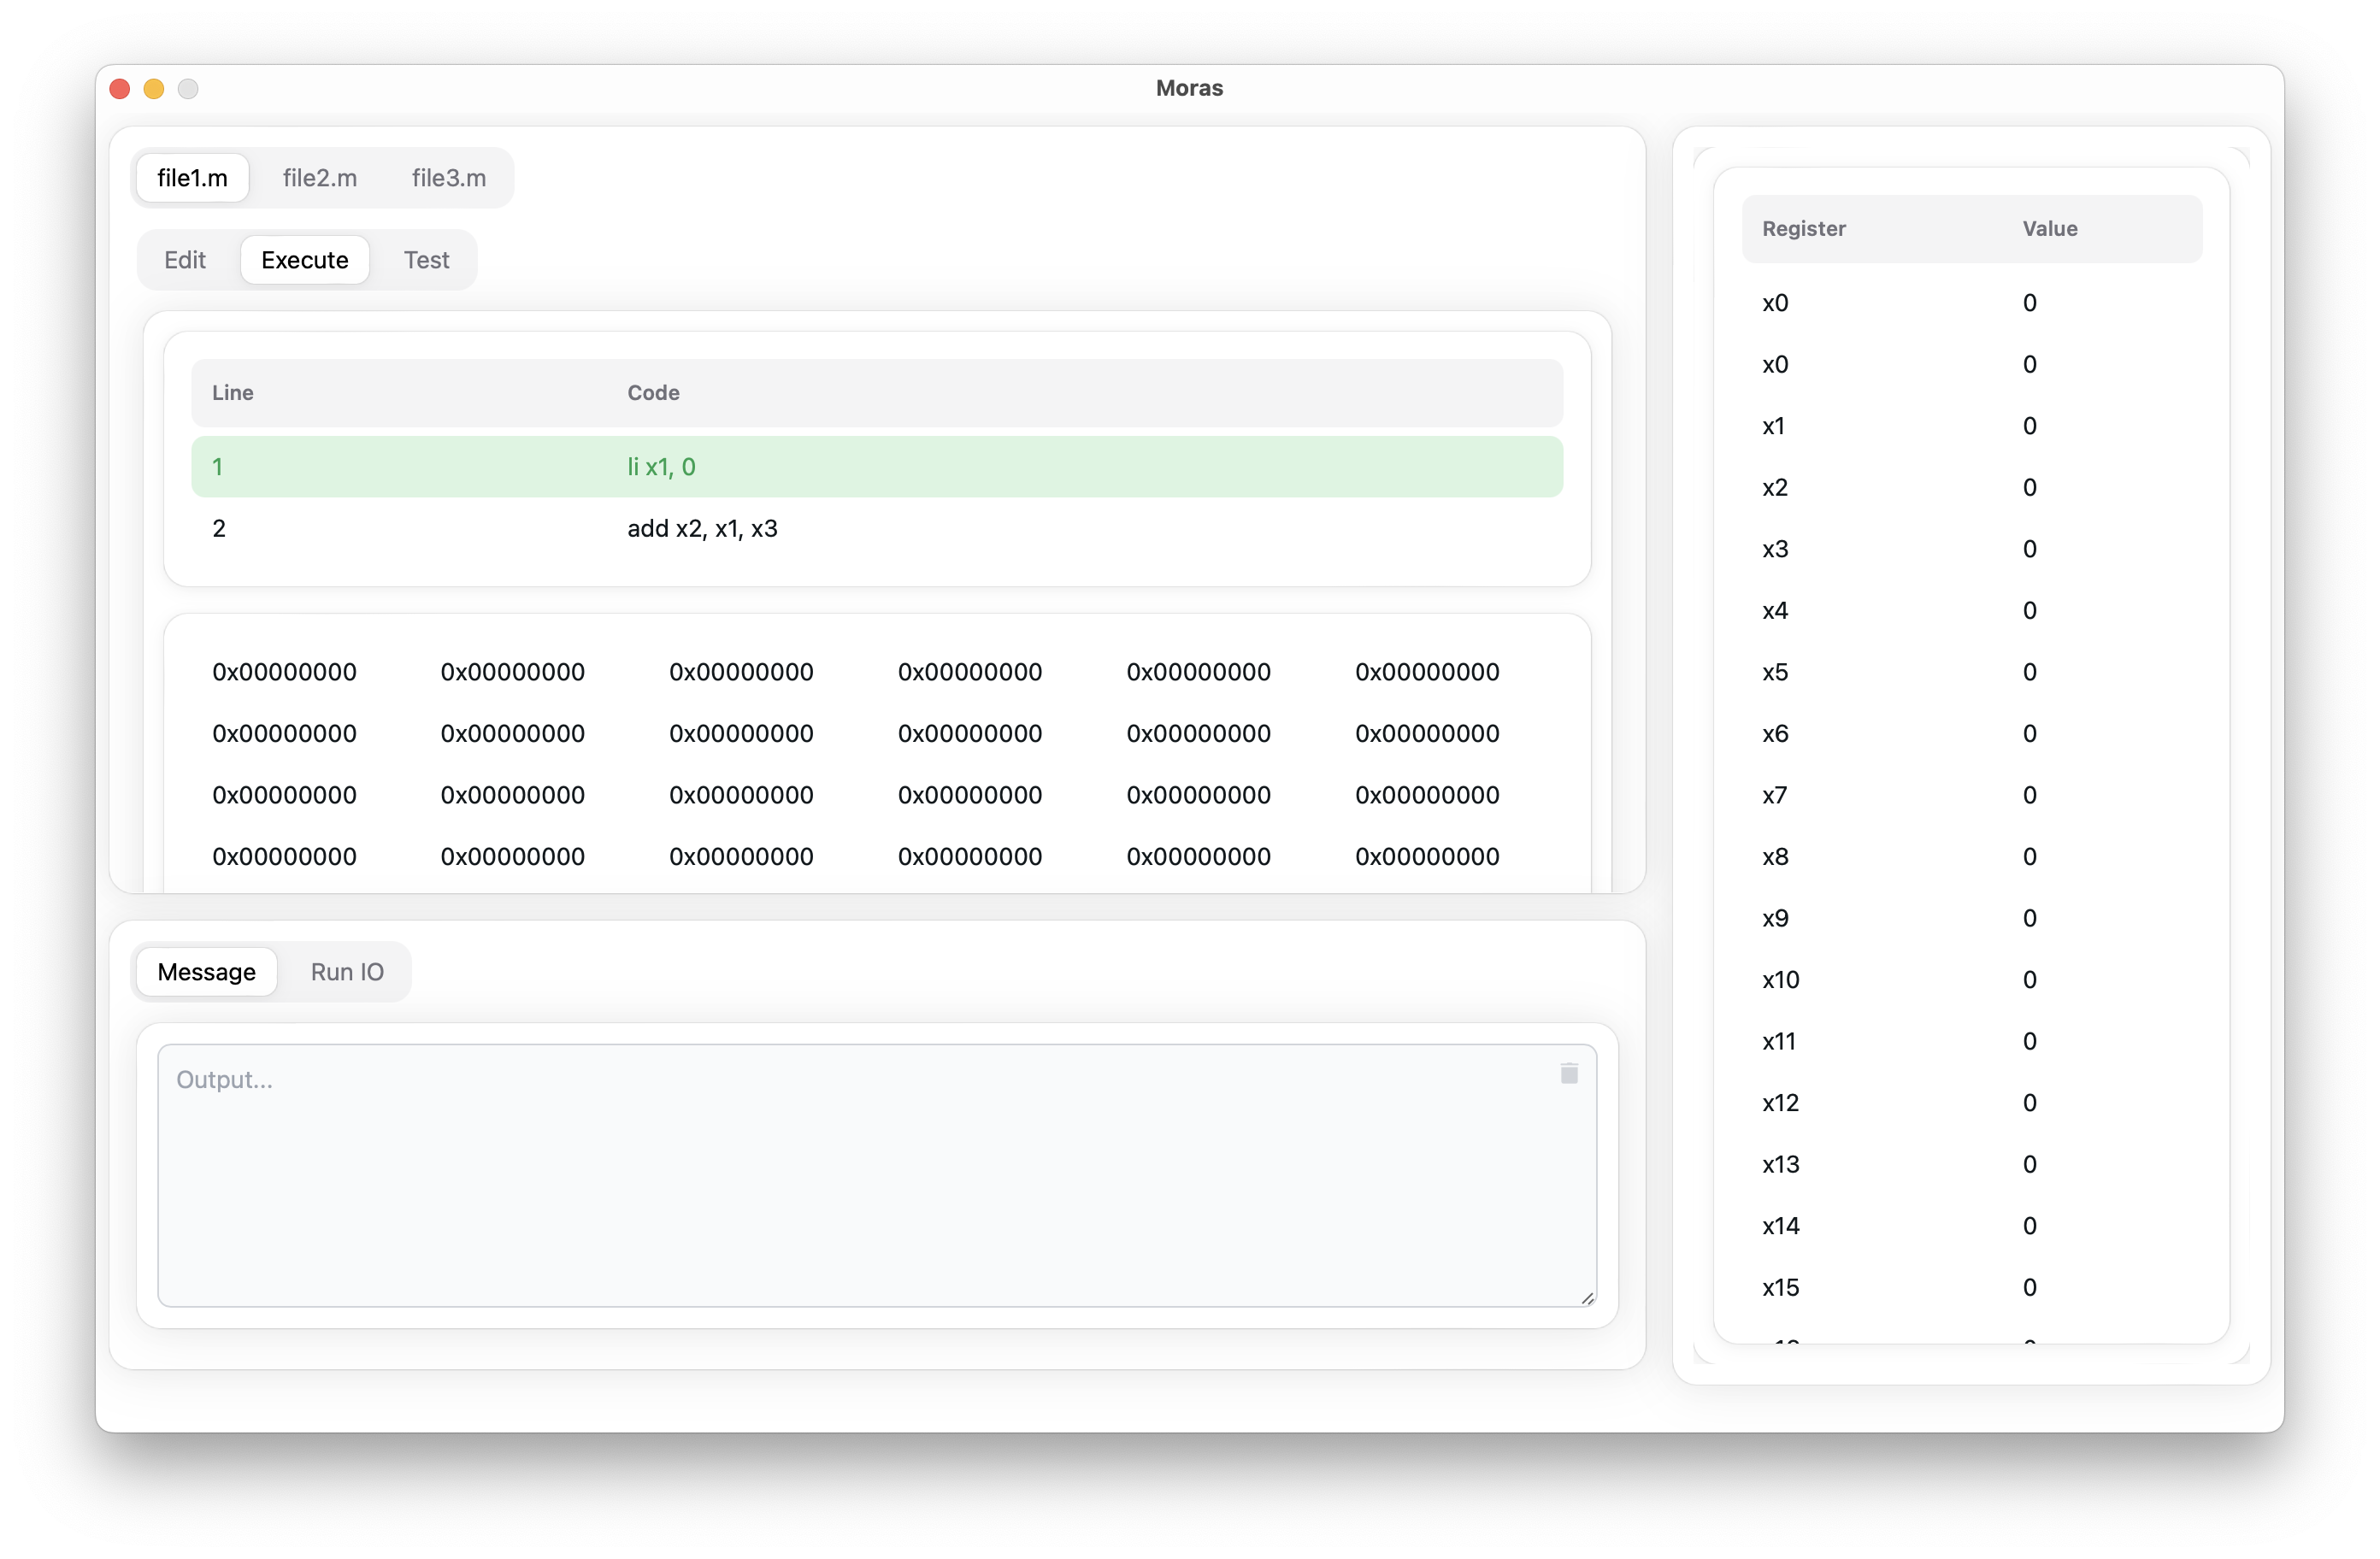 Moras
file1.m file2.m file3.m
Edit Execute Test
Line Code
1 li x1, 0
2 add x2, x1, x3
0x00000000 0x00000000 0x00000000 0x00000000 0x00000000 0x00000000
0x00000000 0x00000000 0x00000000 0x00000000 0x00000000 0x00000000
0x00000000 0x00000000 0x00000000 0x00000000 0x00000000 0x00000000
0x00000000 0x00000000 0x00000000 0x00000000 0x00000000 0x00000000
Message Run IO
Output...
Register Value
x0 0
x0 0
x1 0
x2 0
x3 0
x4 0
x5 0
x6 0
x7 0
x8 0
x9 0
x10 0
x11 0
x12 0
x13 0
x14 0
x15 0